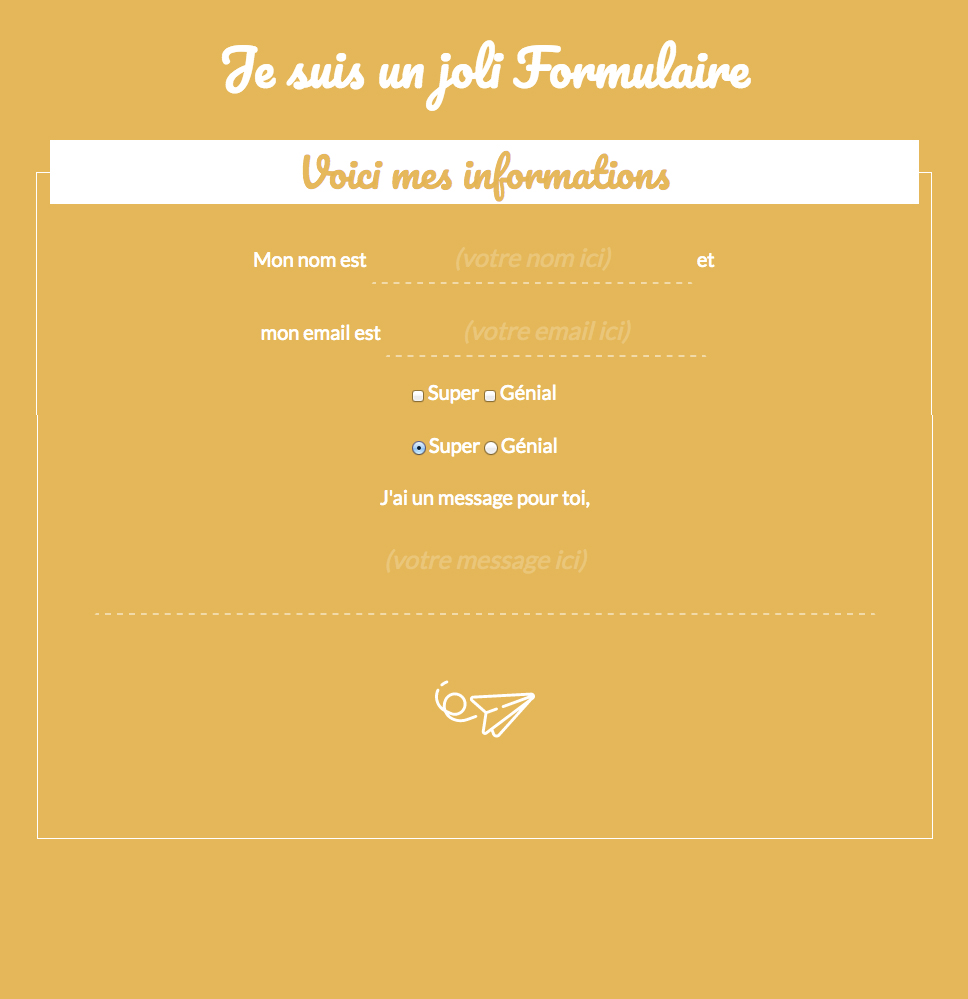 Je suis un joli Formulaire
Voici mes informations
Mon nom est (votre nom ici) et
mon email est (votre email ici)
Super Génial
Super Génial
J'ai un message pour toi,
(votre message ici)